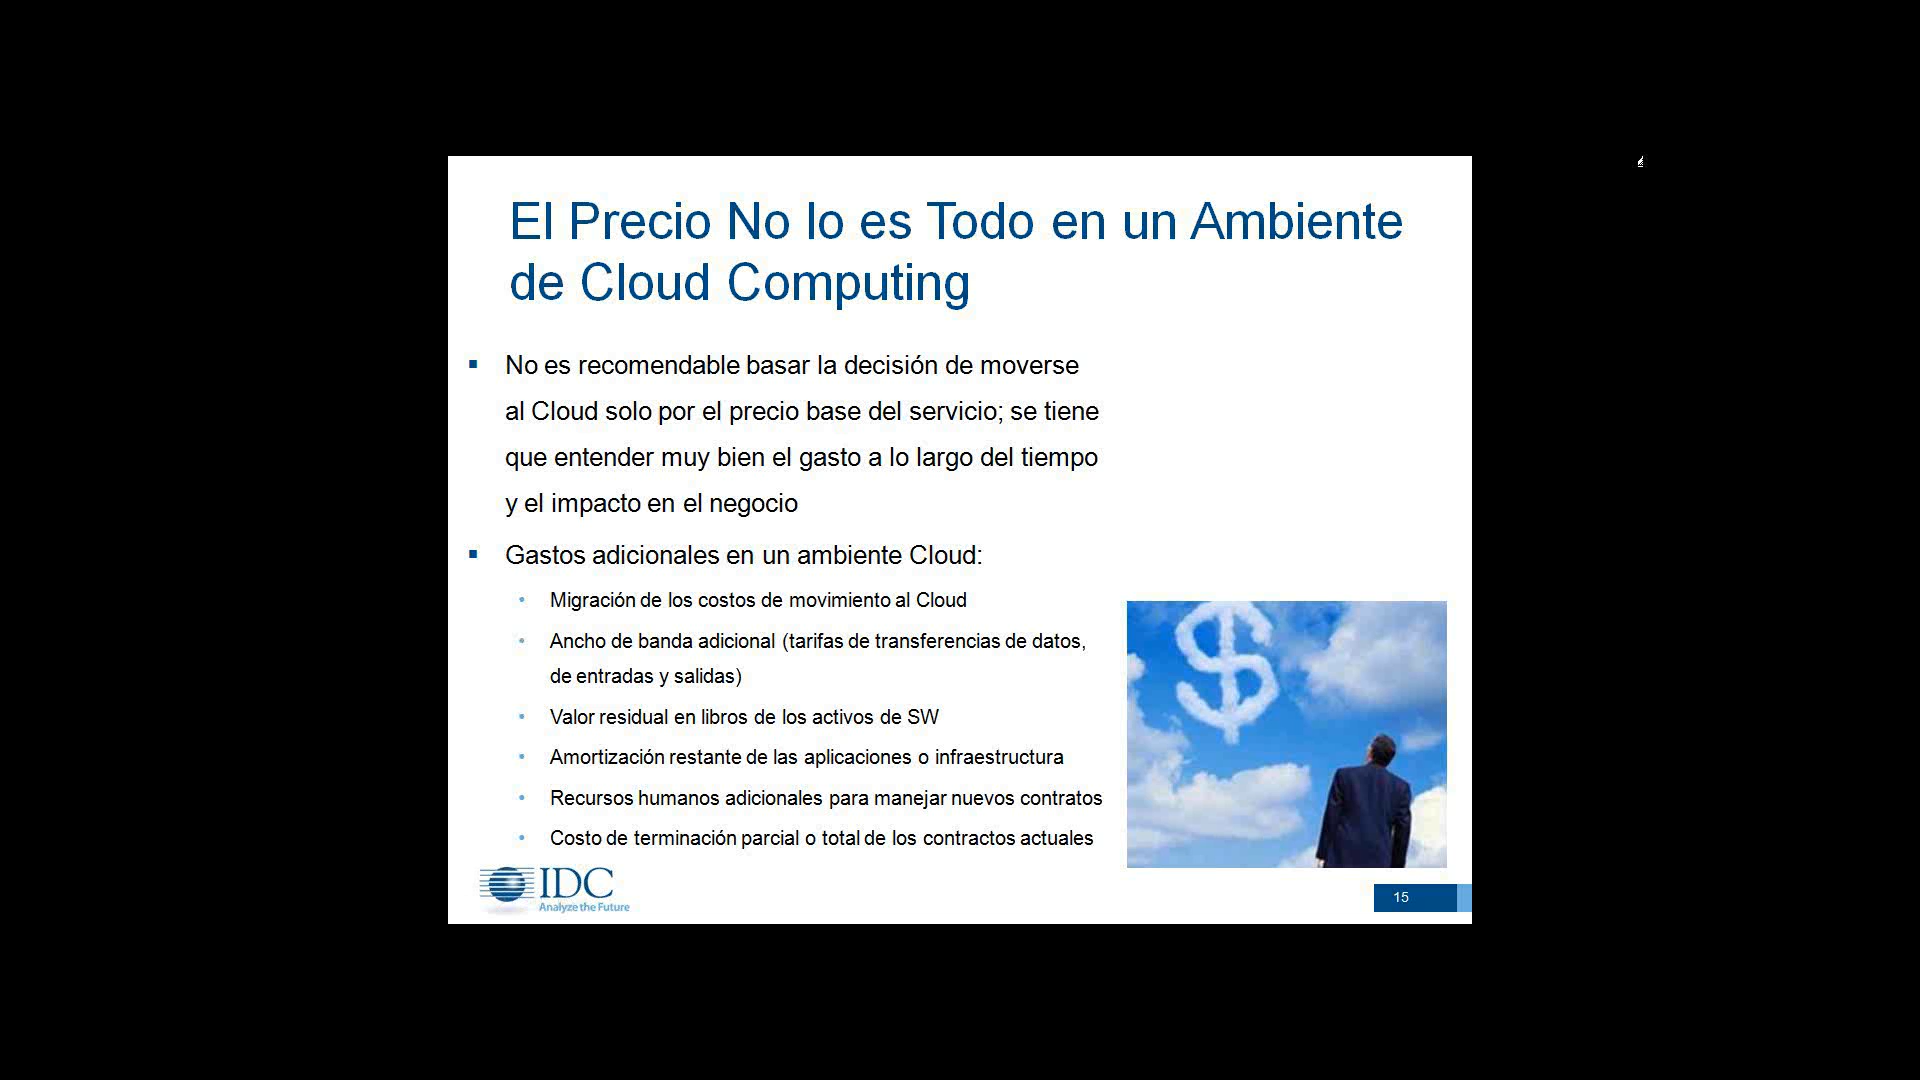 El Precio No lo es Todo en un Ambiente
de Cloud Computing
No es recomendable basar la decisión de moverse
al Cloud solo por el precio base del servicio; se tiene
que entender muy bien el gasto a lo largo del tiempo
y el impacto en el negocio
Gastos adicionales en un ambiente Cloud:
Migración de los costos de movimiento al Cloud
Ancho de banda adicional (tarifas de transferencias de datos,
de entradas y salidas)
Valor residual en libros de los activos de SW
Amortización restante de las aplicaciones o infraestructura
Recursos humanos adicionales para manejar nuevos contratos
Costo de terminación parcial o total de los contractos actuales
$
IDC
Analyze the Future
15